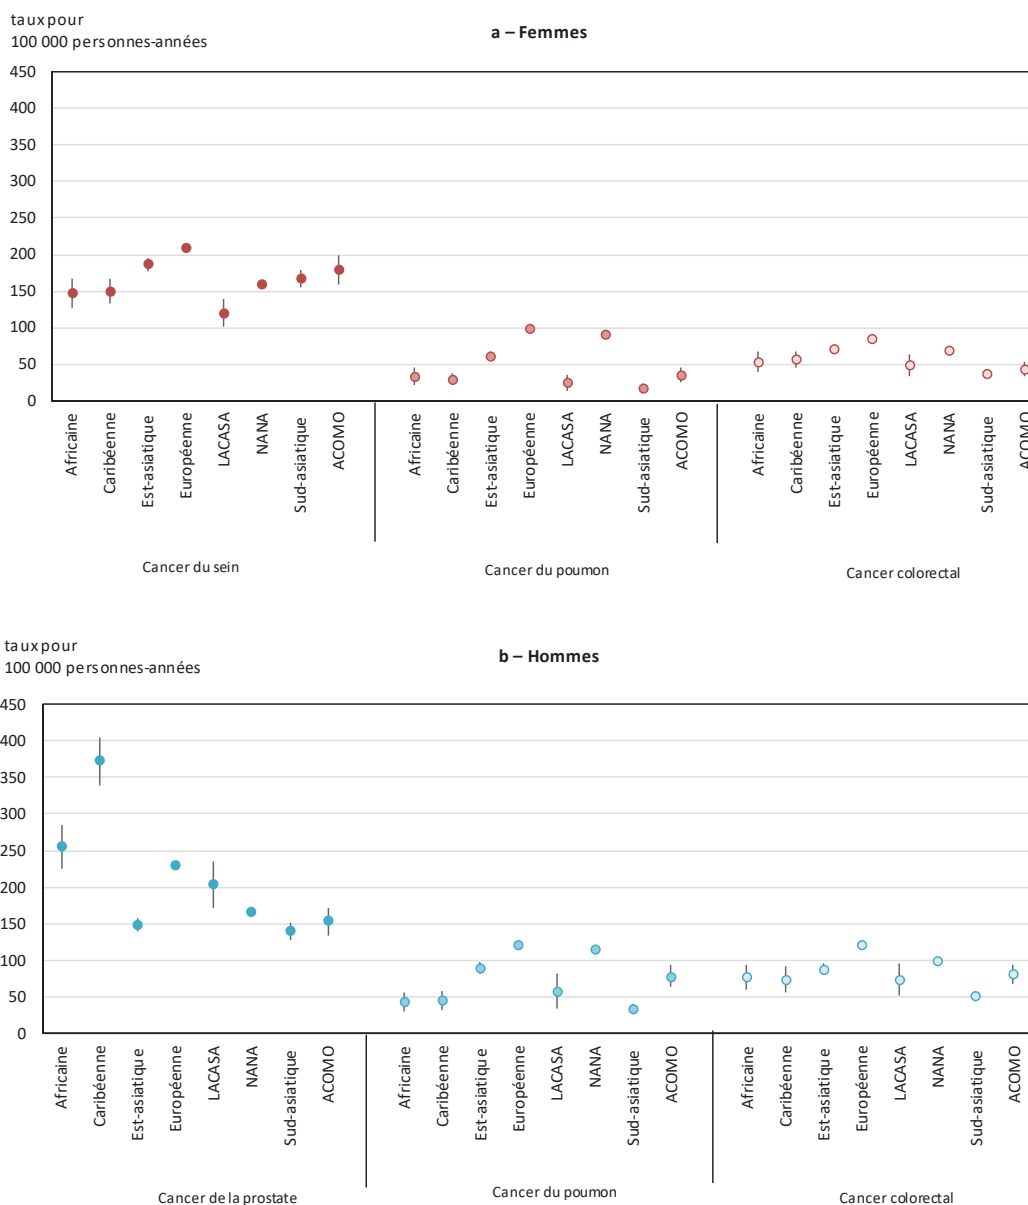 taux pour
100 000 personnes-années
a – Femmes
450
400
350
300
250
200
150
100
50
0
Africaine
Caribéenne
Est-asiatique
Européenne
LACASA
NANA
Sud-asiatique
ACOMO
Africaine
Caribéenne
Est-asiatique
Européenne
LACASA
NANA
Sud-asiatique
ACOMO
Africaine
Caribéenne
Est-asiatique
Européenne
LACASA
NANA
Sud-asiatique
ACOMO
Cancer du sein
Cancer du poumon
Cancer colorectal
taux pour
100 000 personnes-années
b – Hommes
450
400
350
300
250
200
150
100
50
0
Africaine
Caribéenne
Est-asiatique
Européenne
LACASA
NANA
Sud-asiatique
ACOMO
Africaine
Caribéenne
Est-asiatique
Européenne
LACASA
NANA
Sud-asiatique
ACOMO
Africaine
Caribéenne
Est-asiatique
Européenne
LACASA
NANA
Sud-asiatique
ACOMO
Cancer de la prostate
Cancer du poumon
Cancer colorectal